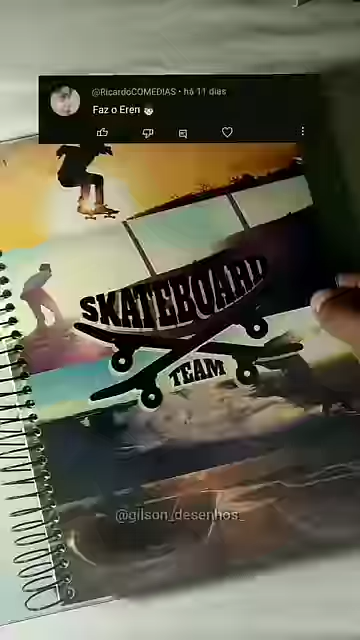 @RicardoCOMEDIAS • há 11 dias
Faz o Eren
SKATEBOARD
TEAM
@gilson_desenhos_